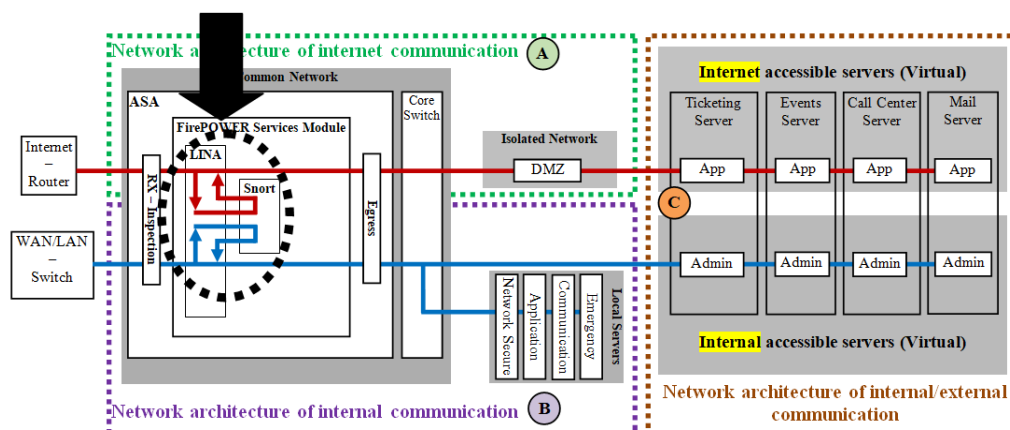 Network architecture of internet communication
A
Common Network
ASA
FirePOWER Services Module
LINA
Snort
RX – Inspection
Egress
Core
Switch
Internet
–
Router
WAN/LAN
–
Switch
Isolated Network
DMZ
Network Secure
Application
Communication
Emergency
Local Servers
Network architecture of internal communication
B
Internet accessible servers (Virtual)
Ticketing
Server
Events
Server
Call Center
Server
Mail
Server
App
App
App
App
C
Admin
Admin
Admin
Admin
Internal accessible servers (Virtual)
Network architecture of internal/external
communication